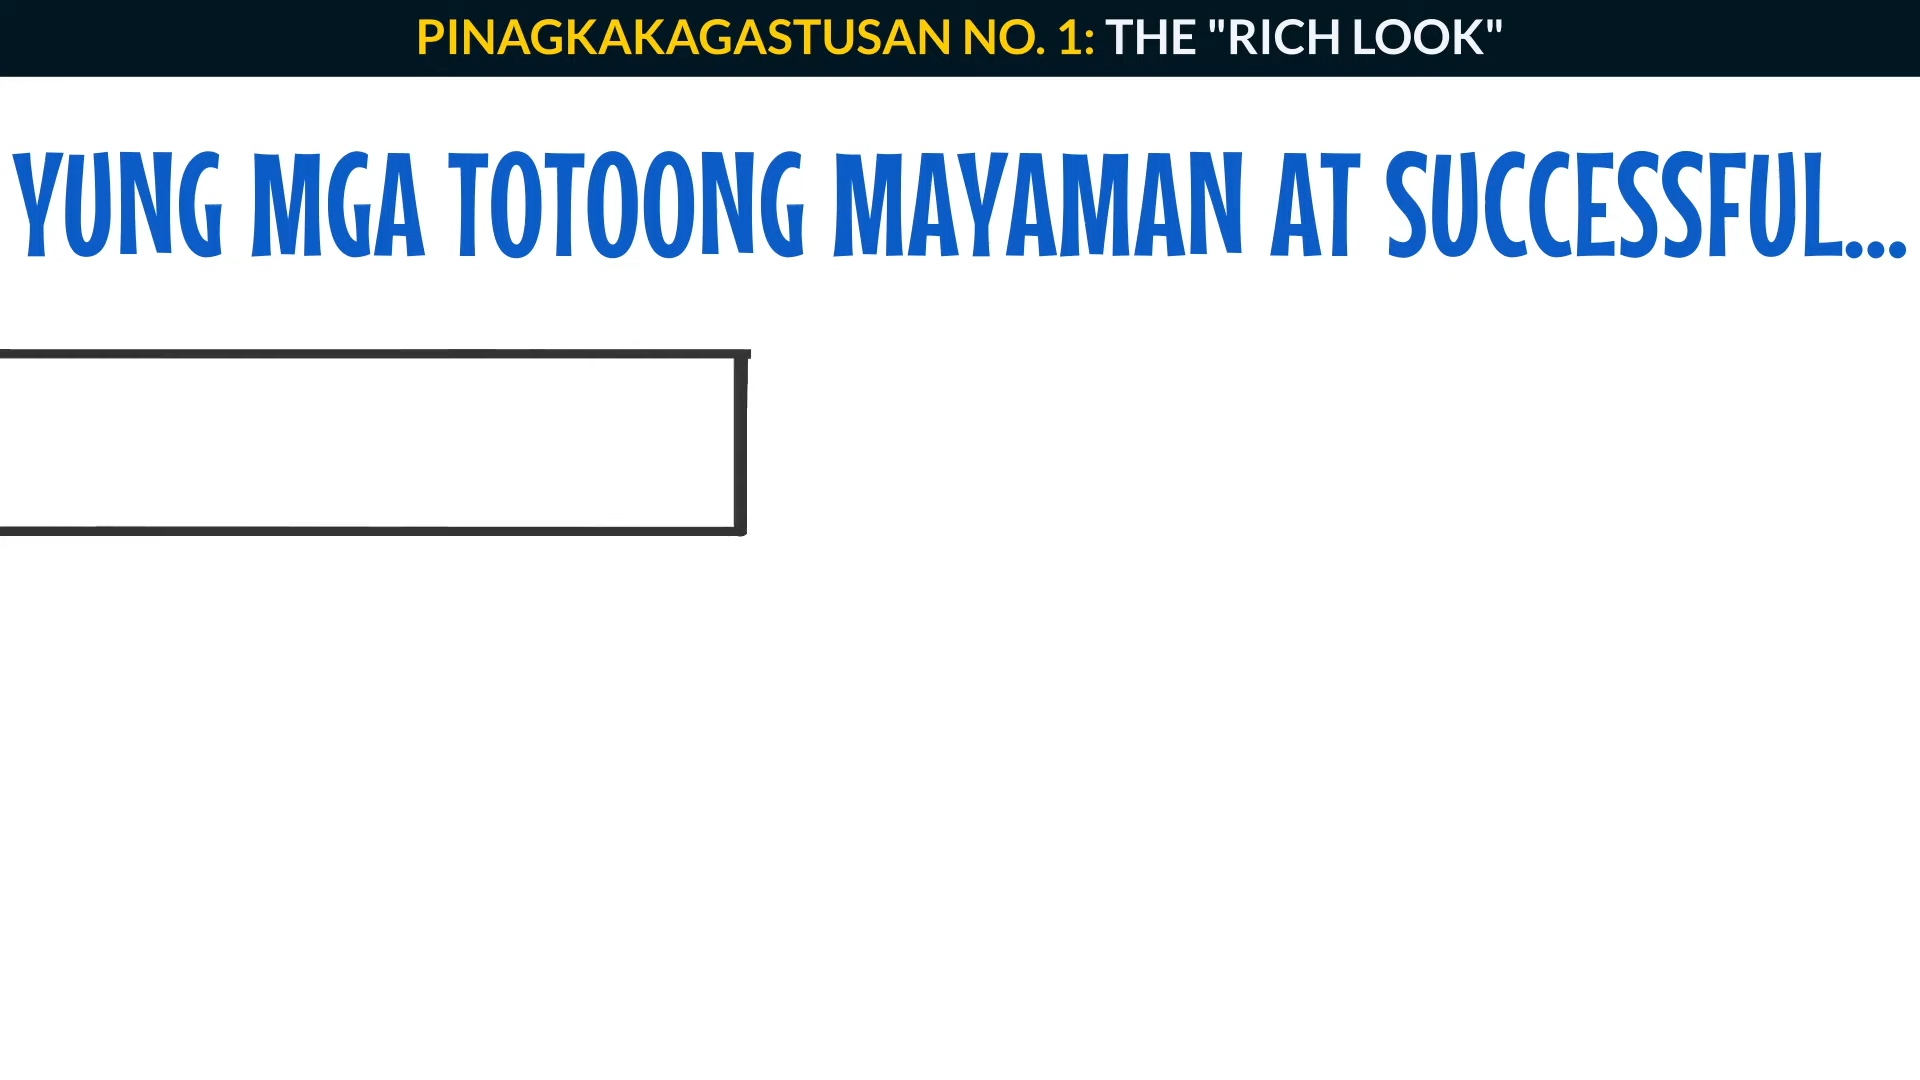 PINAGKAKAGASTUSAN NO. 1: THE "RICH LOOK"
YUNG MGA TOTOONG MAYAMAN AT SUCCESSFUL...